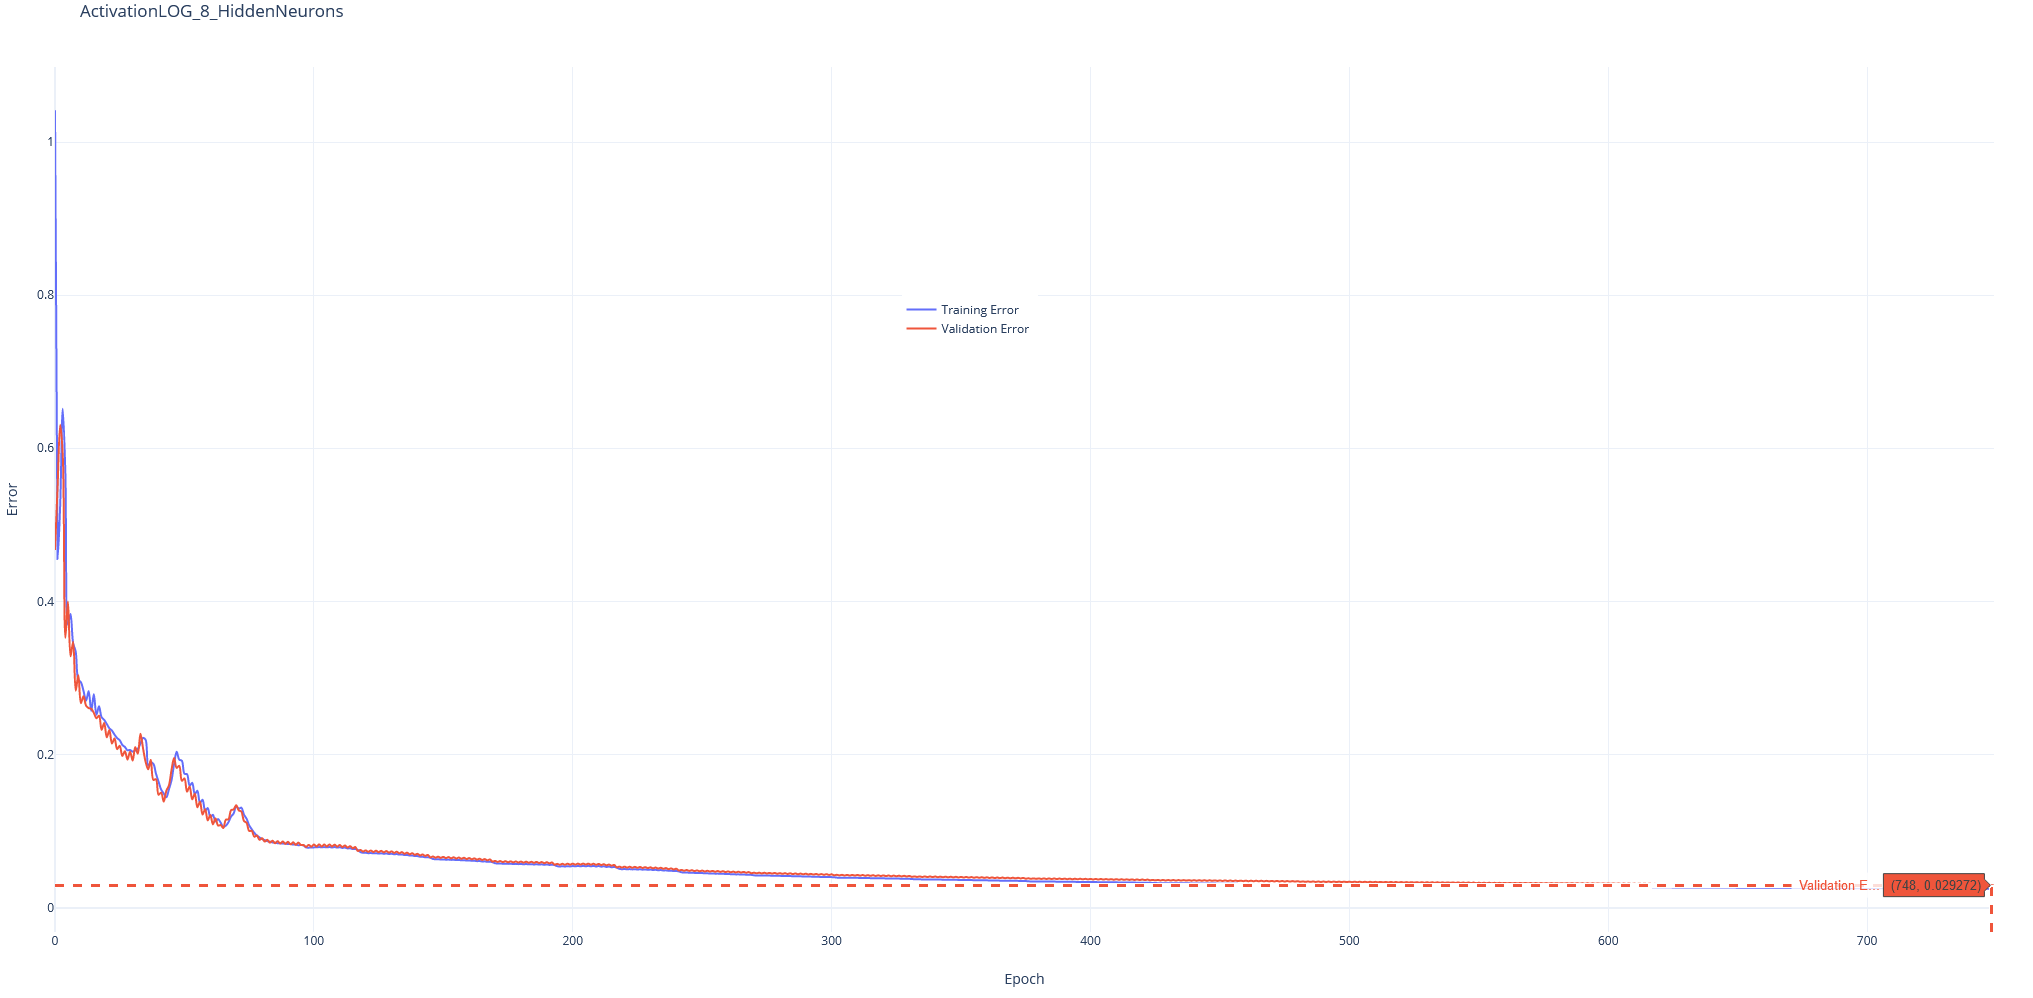 ActivationLOG_8_HiddenNeurons
1
0.8
Training Error
Validation Error
0.6
Error
0.4
0.2
Validation E... (748, 0.029272)
0
0 100 200 300 400 500 600 700
Epoch